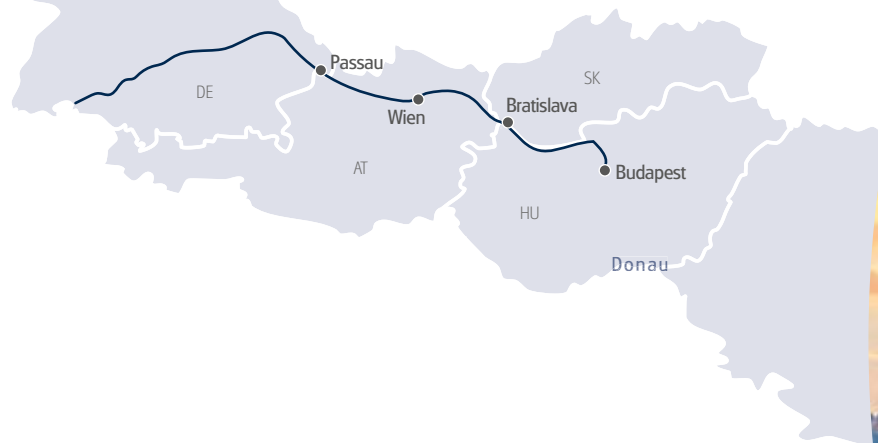 Passau
SK
DE
Bratislava
Wien
AT
Budapest
HU
Donau